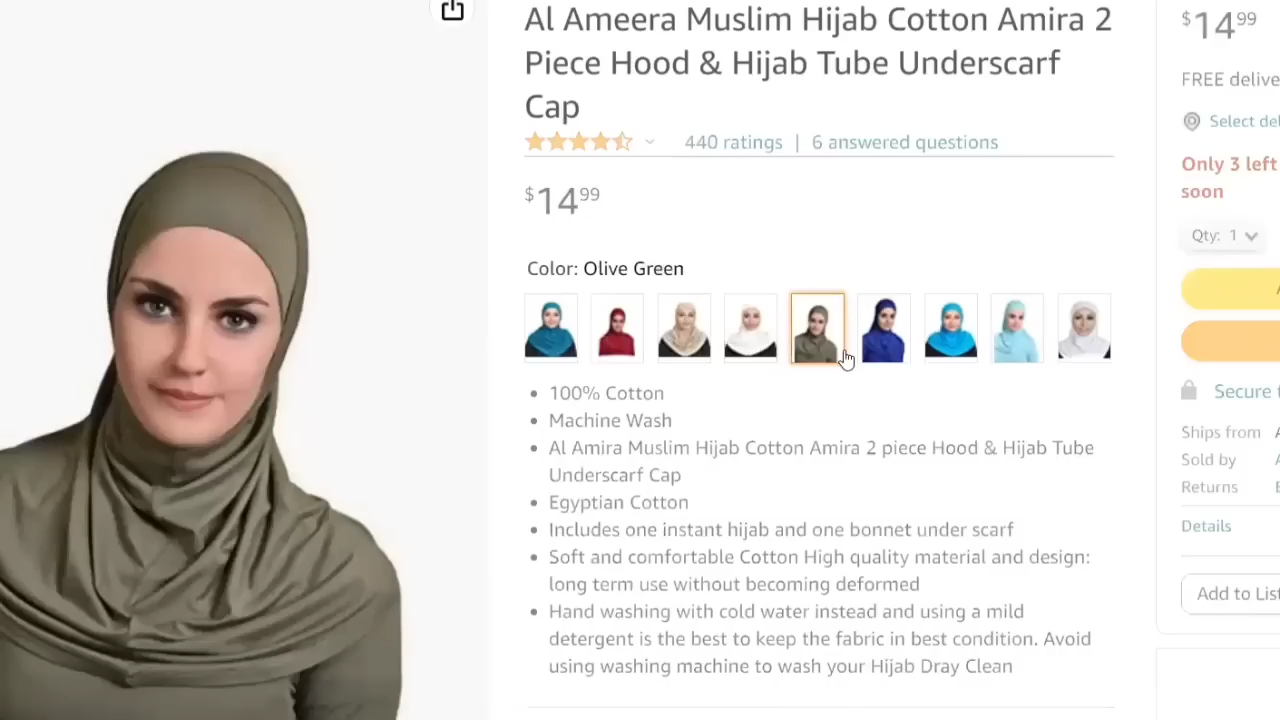 Al Ameera Muslim Hijab Cotton Amira 2
Piece Hood & Hijab Tube Underscarf
Cap
440 ratings | 6 answered questions
$14.99
Color: Olive Green
100% Cotton
Machine Wash
Al Amira Muslim Hijab Cotton Amira 2 piece Hood & Hijab Tube
Underscarf Cap
Egyptian Cotton
Includes one instant hijab and one bonnet under scarf
Soft and comfortable Cotton High quality material and design:
long term use without becoming deformed
Hand washing with cold water instead and using a mild
detergent is the best to keep the fabric in best condition. Avoid
using washing machine to wash your Hijab Dray Clean
$14.99
FREE delive
Select del
Only 3 left
soon
Qty: 1
Secure t
Ships from
Sold by
Returns
Details
Add to List